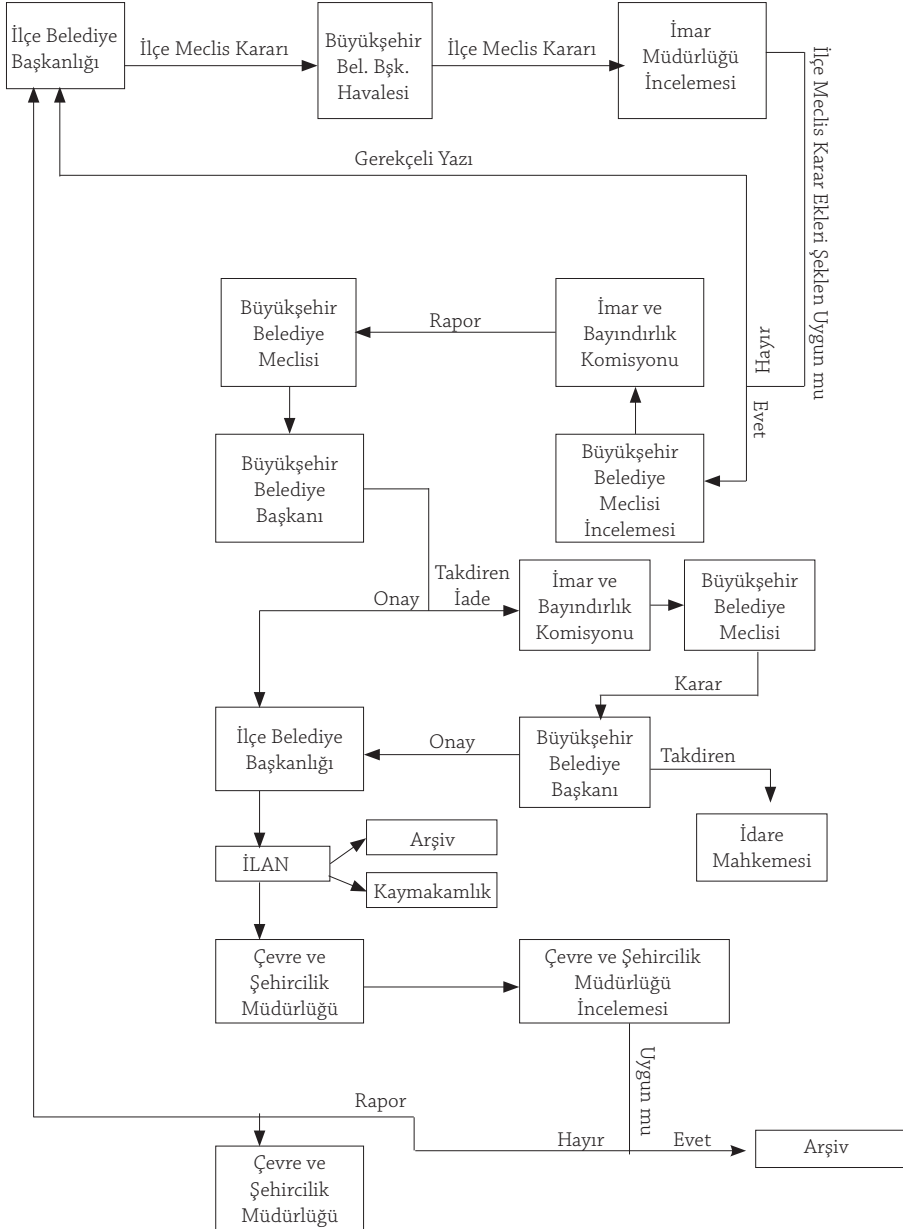 İlçe Belediye
Başkanlığı
İlçe Meclis Kararı
Büyükşehir
Bel. Bşk.
Havalesi
İlçe Meclis Kararı
İmar
Müdürlüğü
İncelemesi
İlçe Meclis Karar Ekleri Şeklen Uygun mu
Gerekçeli Yazı
Hayır
Evet
Büyükşehir
Belediye
Meclisi
Rapor
İmar ve
Bayındırlık
Komisyonu
Büyükşehir
Belediye
Başkanı
Büyükşehir
Belediye
Meclisi
İncelemesi
Onay
Takdiren
İade
İmar ve
Bayındırlık
Komisyonu
Büyükşehir
Belediye
Meclisi
Karar
İlçe Belediye
Başkanlığı
Onay
Büyükşehir
Belediye
Başkanı
Takdiren
İdare
Mahkemesi
İLAN
Arşiv
Kaymakamlık
Çevre ve
Şehircilik
Müdürlüğü
Çevre ve Şehircilik
Müdürlüğü
İncelemesi
Uygun mu
Rapor
Hayır
Evet
Arşiv
Çevre ve
Şehircilik
Müdürlüğü